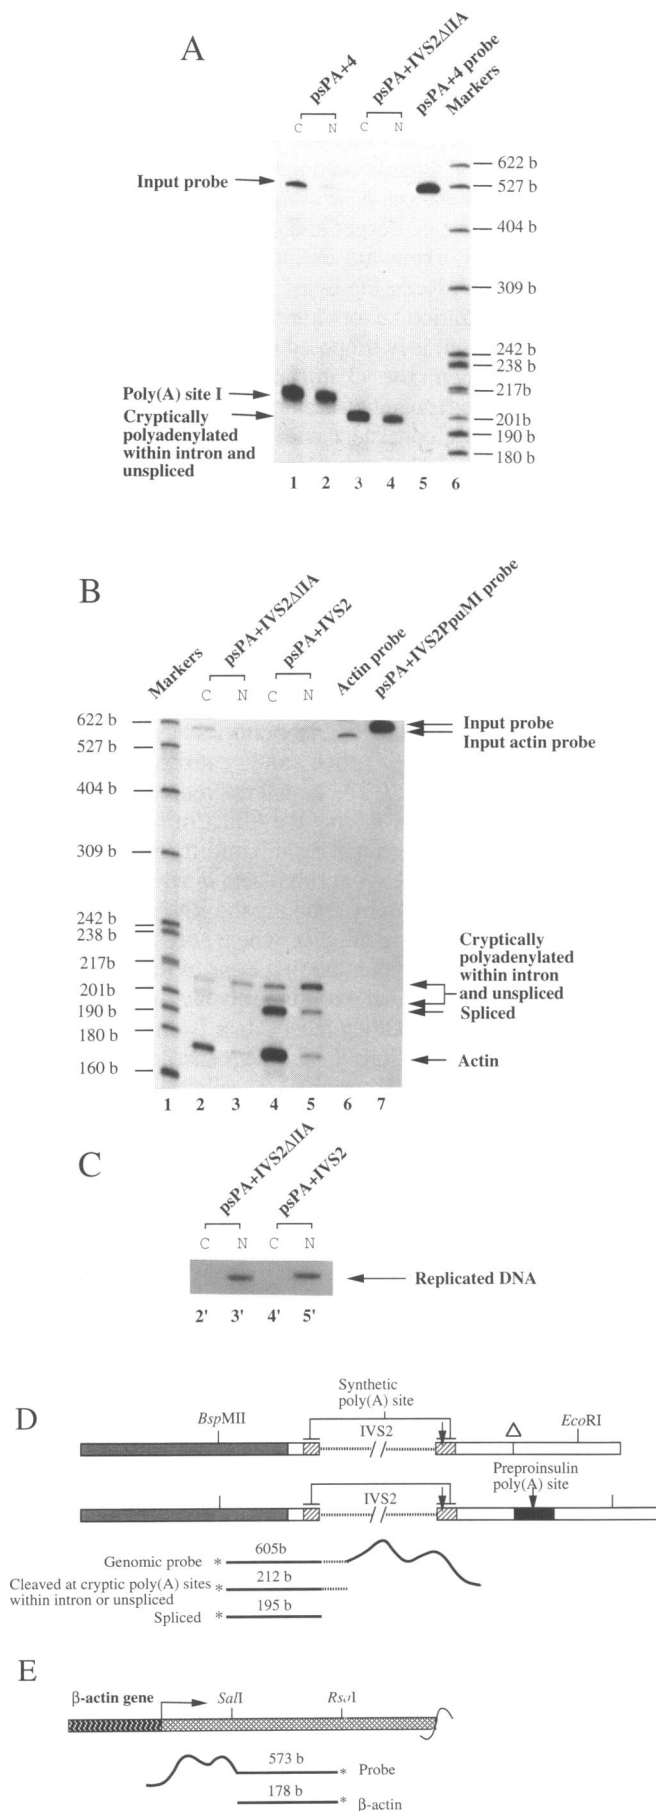 A
psPA+4
psPA+IVS2ΔIIA
psPA+4 probe
Markers
C N C N
Input probe
622 b
527 b
404 b
309 b
242 b
238 b
217b
201b
190 b
180 b
Poly(A) site I
Cryptically
polyadenylated
within intron and
unspliced
1 2 3 4 5 6
B
Markers
psPA+IVS2ΔIIA
psPA+IVS2
Actin probe
psPA+IVS2PpuMI probe
C N C N
622 b
527 b
404 b
309 b
242 b
238 b
217b
201 b
190 b
180 b
160 b
Input probe
Input actin probe
Cryptically
polyadenylated
within intron
and unspliced
Spliced
Actin
1 2 3 4 5 6 7
C
psPA+IVS2ΔIIA
psPA+IVS2
C N C N
Replicated DNA
2' 3' 4' 5'
D
Synthetic
poly(A) site
BspMII
IVS2
Δ
EcoRI
Preproinsulin
poly(A) site
IVS2
605b
Genomic probe *
212 b
Cleaved at cryptic poly(A) sites
within intron or unspliced *
195 b
Spliced *
E
β-actin gene
SalI
RsaI
573 b
* Probe
178 b
* β-actin